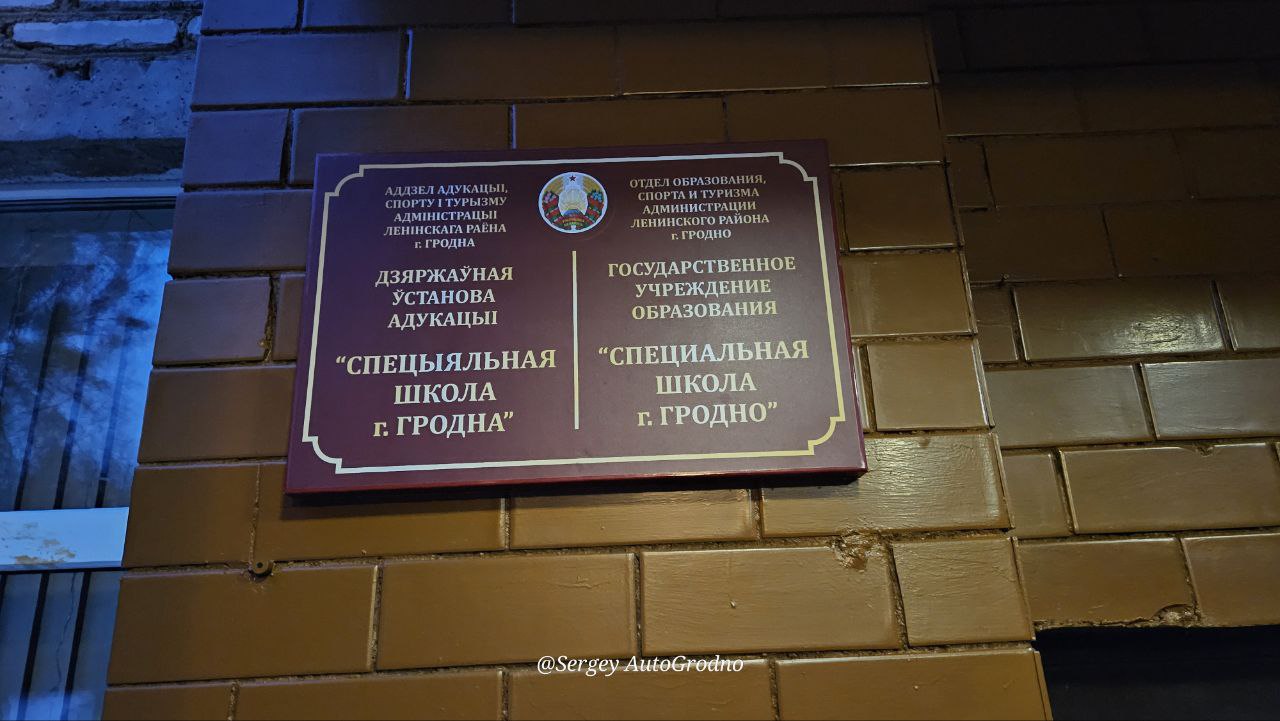 АДДЗЕЛ АДУКАЦЫІ,
СПОРТУ І ТУРЫЗМУ
АДМІНІСТРАЦЫІ
ЛЕНІНСКАГА РАЁНА
г. ГРОДНА
ДЗЯРЖАЎНАЯ
ЎСТАНОВА
АДУКАЦЫІ
“СПЕЦЫЯЛЬНАЯ
ШКОЛА
г. ГРОДНА”
ОТДЕЛ ОБРАЗОВАНИЯ,
СПОРТА И ТУРИЗМА
АДМИНИСТРАЦИИ
ЛЕНИНСКОГО РАЙОНА
г. ГРОДНО
ГОСУДАРСТВЕННОЕ
УЧРЕЖДЕНИЕ
ОБРАЗОВАНИЯ
“СПЕЦИАЛЬНАЯ
ШКОЛА
г. ГРОДНО”
@Sergey AutoGrodno